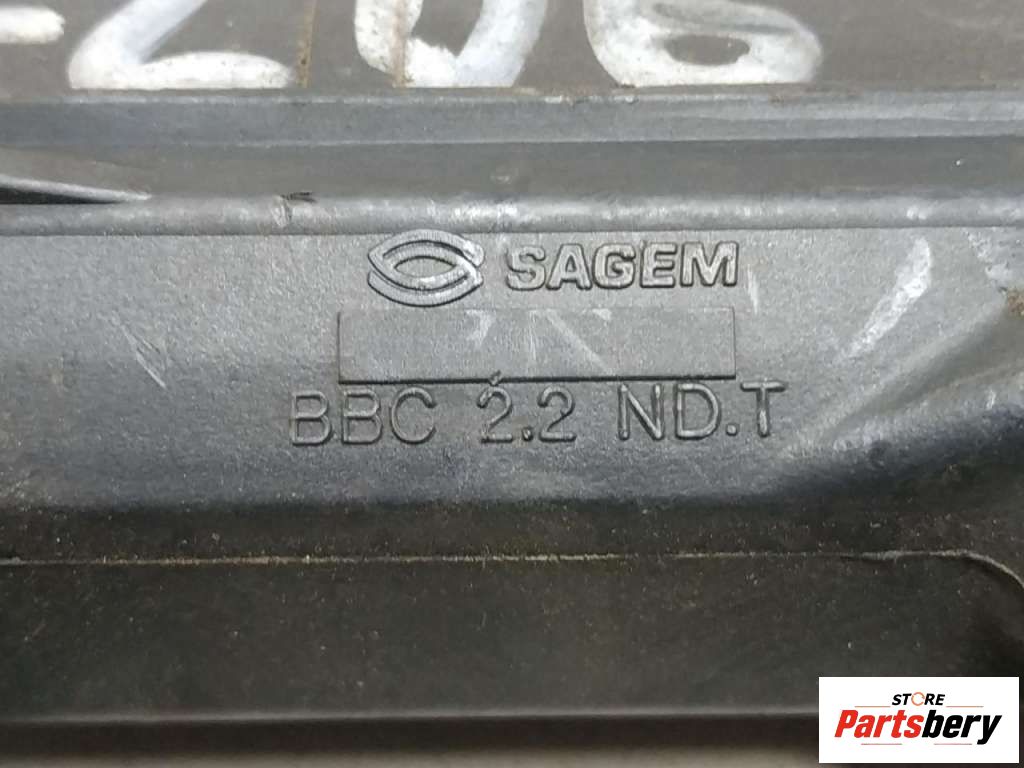 -206
SAGEM
BBC 2.2 ND.T
STORE
Partsbery